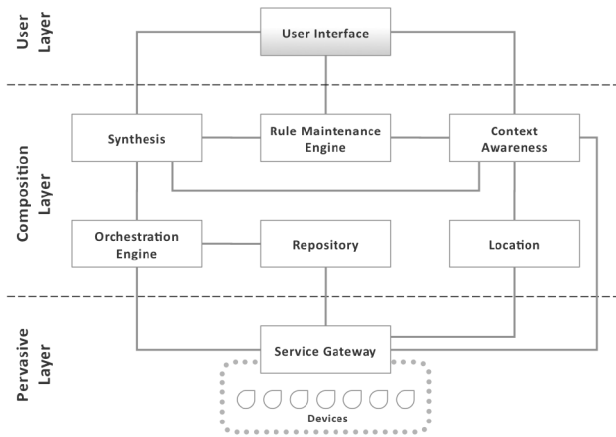 User
Layer
User Interface
Composition
Layer
Synthesis
Rule Maintenance
Engine
Context
Awareness
Orchestration
Engine
Repository
Location
Pervasive
Layer
Service Gateway
Devices